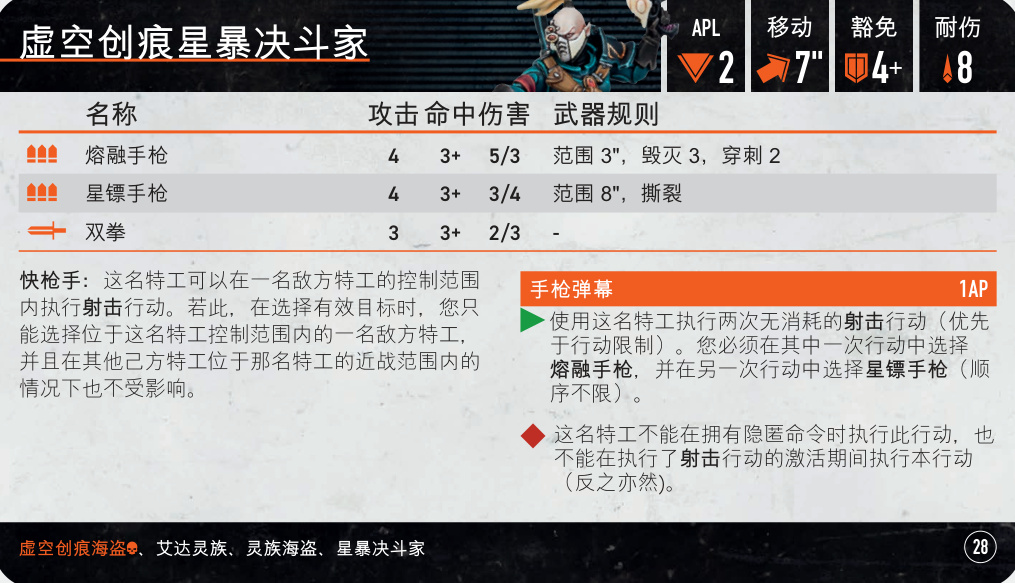 虚空创痕星暴决斗家
APL 移动 豁免 耐伤
2 7" 4+ 8
名称 攻击 命中 伤害 武器规则
熔融手枪 4 3+ 5/3 范围 3"，毁灭 3，穿刺 2
星镖手枪 4 3+ 3/4 范围 8"，撕裂
双拳 3 3+ 2/3 -
快枪手：这名特工可以在一名敌方特工的控制范围
内执行射击行动。若此，在选择有效目标时，您只
能选择位于这名特工控制范围内的一名敌方特工，
并且在其他己方特工位于那名特工的近战范围内的
情况下也不受影响。
手枪弹幕 1AP
使用这名特工执行两次无消耗的射击行动（优先
于行动限制）。您必须在其中一次行动中选择
熔融手枪，并在另一次行动中选择星镖手枪（顺
序不限）。
这名特工不能在拥有隐匿命令时执行此行动，也
不能在执行了射击行动的激活期间执行本行动
（反之亦然)。
虚空创痕海盗、艾达灵族、灵族海盗、星暴决斗家
28